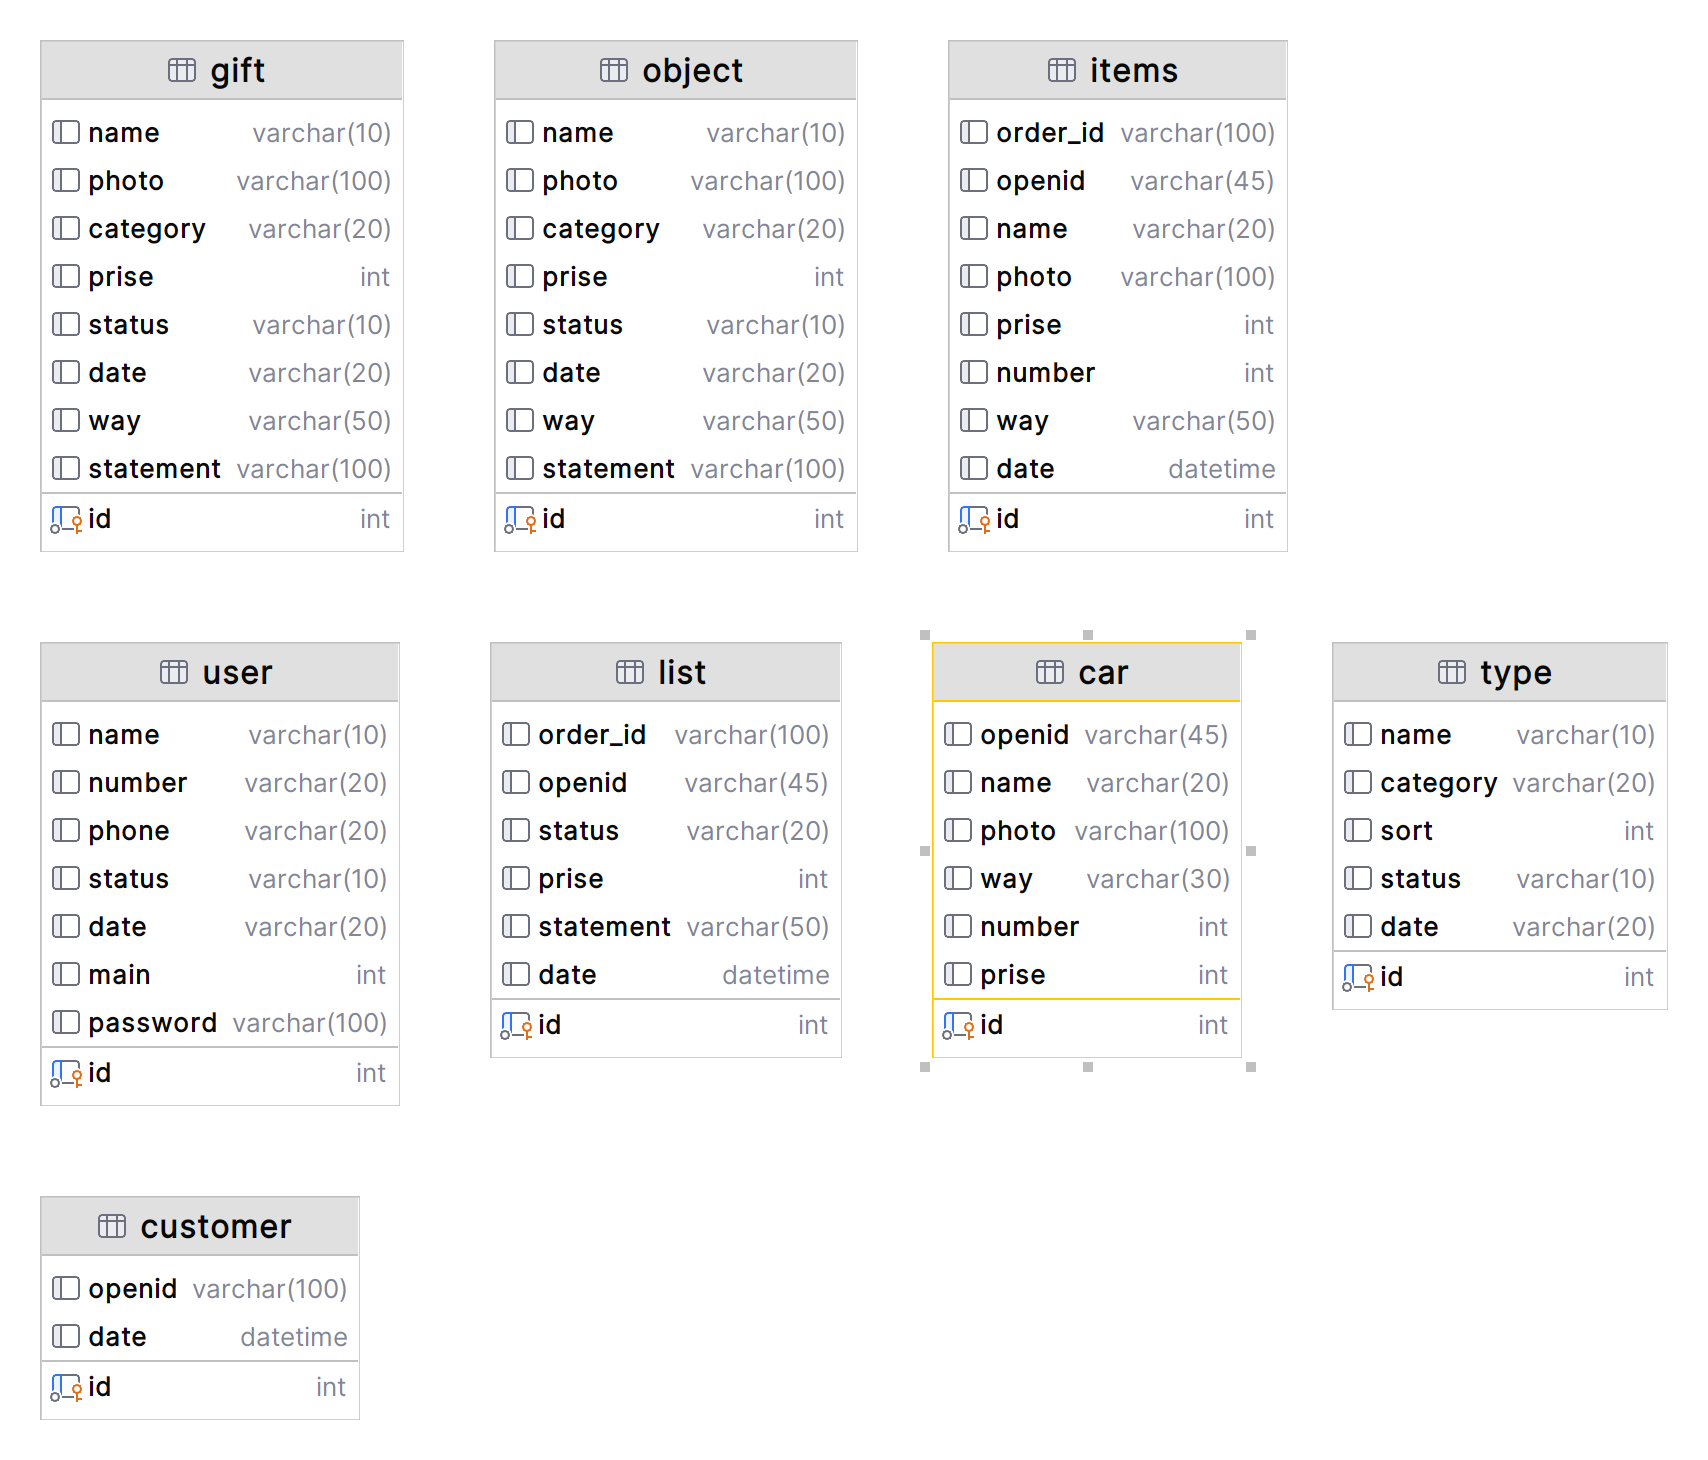 gift
name varchar(10)
photo varchar(100)
category varchar(20)
prise int
status varchar(10)
date varchar(20)
way varchar(50)
statement varchar(100)
id int
object
name varchar(10)
photo varchar(100)
category varchar(20)
prise int
status varchar(10)
date varchar(20)
way varchar(50)
statement varchar(100)
id int
items
order_id varchar(100)
openid varchar(45)
name varchar(20)
photo varchar(100)
prise int
number int
way varchar(50)
date datetime
id int
user
name varchar(10)
number varchar(20)
phone varchar(20)
status varchar(10)
date varchar(20)
main int
password varchar(100)
id int
list
order_id varchar(100)
openid varchar(45)
status varchar(20)
prise int
statement varchar(50)
date datetime
id int
car
openid varchar(45)
name varchar(20)
photo varchar(100)
way varchar(30)
number int
prise int
id int
type
name varchar(10)
category varchar(20)
sort int
status varchar(10)
date varchar(20)
id int
customer
openid varchar(100)
date datetime
id int